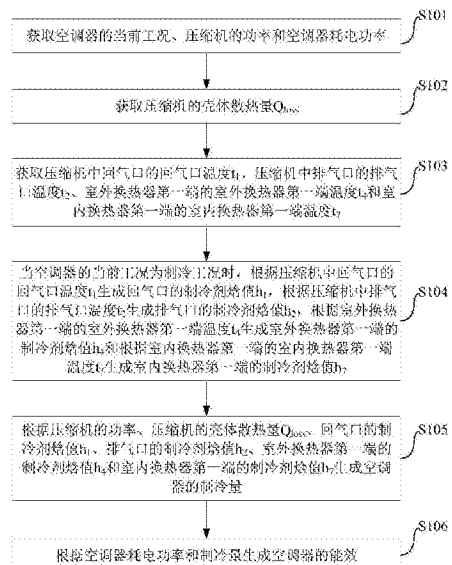 S101
获取空调器的当前工况、压缩机的功率和空调器耗电功率
S102
获取压缩机的壳体散热量Qloss
S103
获取压缩机中回气口的回气口温度t1，压缩机中排气口的排气
口温度t2、室外换热器第一端的室外换热器第一端温度t4和室
内换热器第一端的室内换热器第一端温度t7
S104
当空调器的当前工况为制冷工况时，根据压缩机中回气口的
回气口温度t1生成回气口的制冷剂焓值h1，根据压缩机中排气
口的排气口温度t2生成排气口的制冷剂焓值h2，根据室外换热
器第一端的室外换热器第一端温度t4生成室外换热器第一端的
制冷剂焓值h4和根据室内换热器第一端的室内换热器第一端
温度t7生成室内换热器第一端的制冷剂焓值h7
S105
根据压缩机的功率、压缩机的壳体散热量Qloss、回气口的制
冷剂焓值h1、排气口的制冷剂焓值h2、室外换热器第一端的
制冷剂焓值h4和室内换热器第一端的制冷剂焓值h7生成空调
器的制冷量
S106
根据空调器耗电功率和制冷量生成空调器的能效